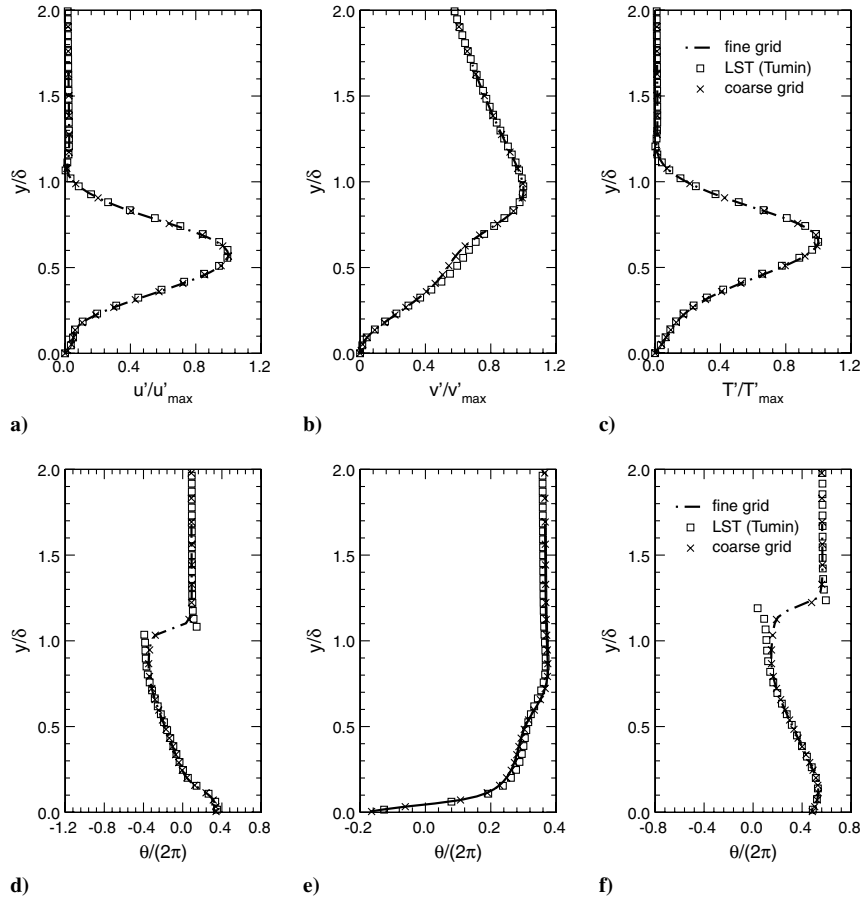 2.0
1.5
1.0
0.5
0.0
y/δ
0 0.4 0.8 1.2
u'/u'max
a)
2.0
1.5
1.0
0.5
0.0
y/δ
0 0.4 0.8 1.2
v'/v'max
b)
2.0
1.5
1.0
0.5
0.0
y/δ
fine grid
LST (Tumin)
coarse grid
0 0.4 0.8 1.2
T'/T'max
c)
2.0
1.5
1.0
0.5
0.0
y/δ
-1.2 -0.8 -0.4 0.0 0.4 0.8
θ/(2π)
d)
2.0
1.5
1.0
0.5
0.0
y/δ
-0.2 0.0 0.2 0.4
θ/(2π)
e)
2.0
1.5
1.0
0.5
0.0
y/δ
fine grid
LST (Tumin)
coarse grid
-0.8 -0.4 0.0 0.4 0.8
θ/(2π)
f)